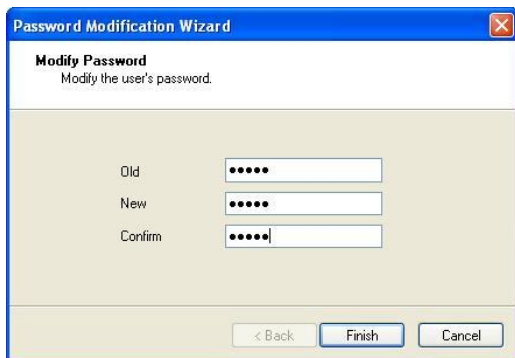 Password Modification Wizard
Modify Password
Modify the user's password.
Old •••••
New •••••
Confirm •••••
< Back Finish Cancel